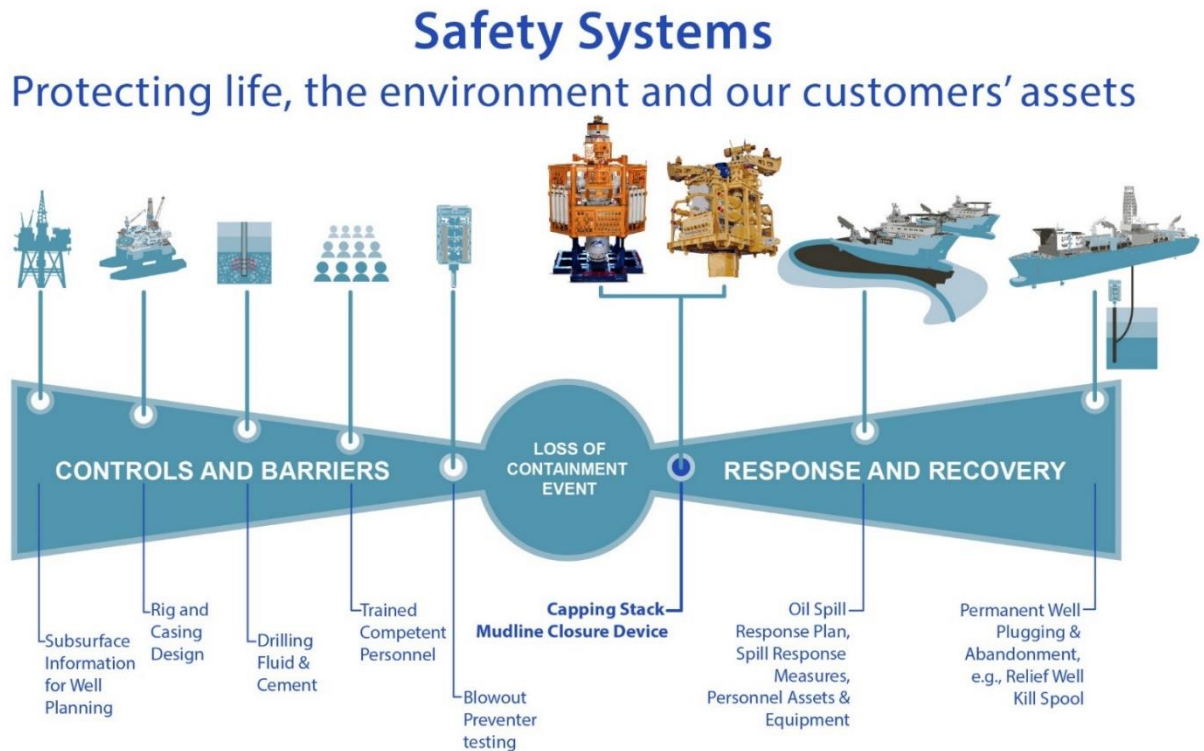 Safety Systems
Protecting life, the environment and our customers’ assets
CONTROLS AND BARRIERS
LOSS OF
CONTAINMENT
EVENT
RESPONSE AND RECOVERY
Subsurface
Information
for Well
Planning
Rig and
Casing
Design
Drilling
Fluid &
Cement
Trained
Competent
Personnel
Blowout
Preventer
testing
Capping Stack
Mudline Closure Device
Oil Spill
Response Plan,
Spill Response
Measures,
Personnel Assets &
Equipment
Permanent Well
Plugging &
Abandonment,
e.g., Relief Well
Kill Spool